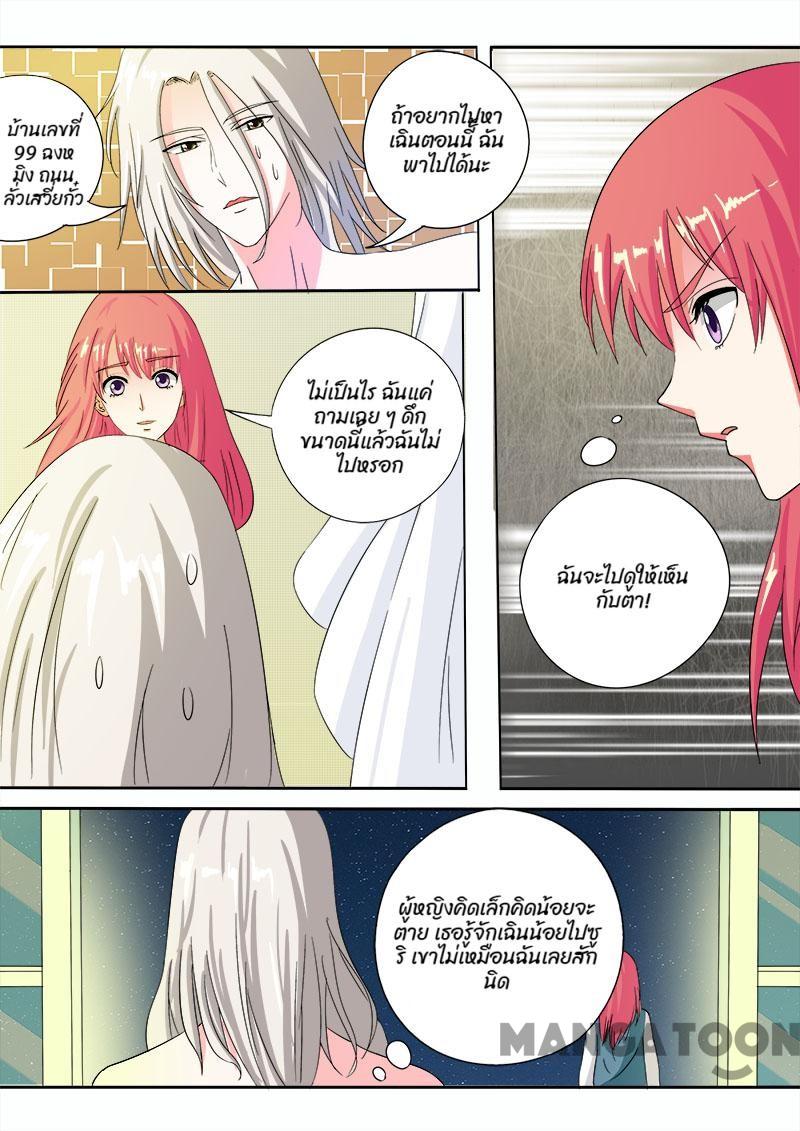 บ้านเลขที่
99 ฉงห
มิง ถนน
ลั่วเสวี่ยกั๋ว
ถ้าอยากไปหา
เฉินตอนนี้ ฉัน
พาไปได้นะ
ไม่เป็นไร ฉันแค่
ถามเฉย ๆ ดึก
ขนาดนี้แล้วฉันไม่
ไปหรอก
ฉันจะไปดูให้เห็น
กับตา!
ผู้หญิงคิดเล็กคิดน้อยจะ
ตาย เธอรู้จักเฉินน้อยไปซู
ริ เขาไม่เหมือนฉันเลยสัก
นิด
MANGATOON